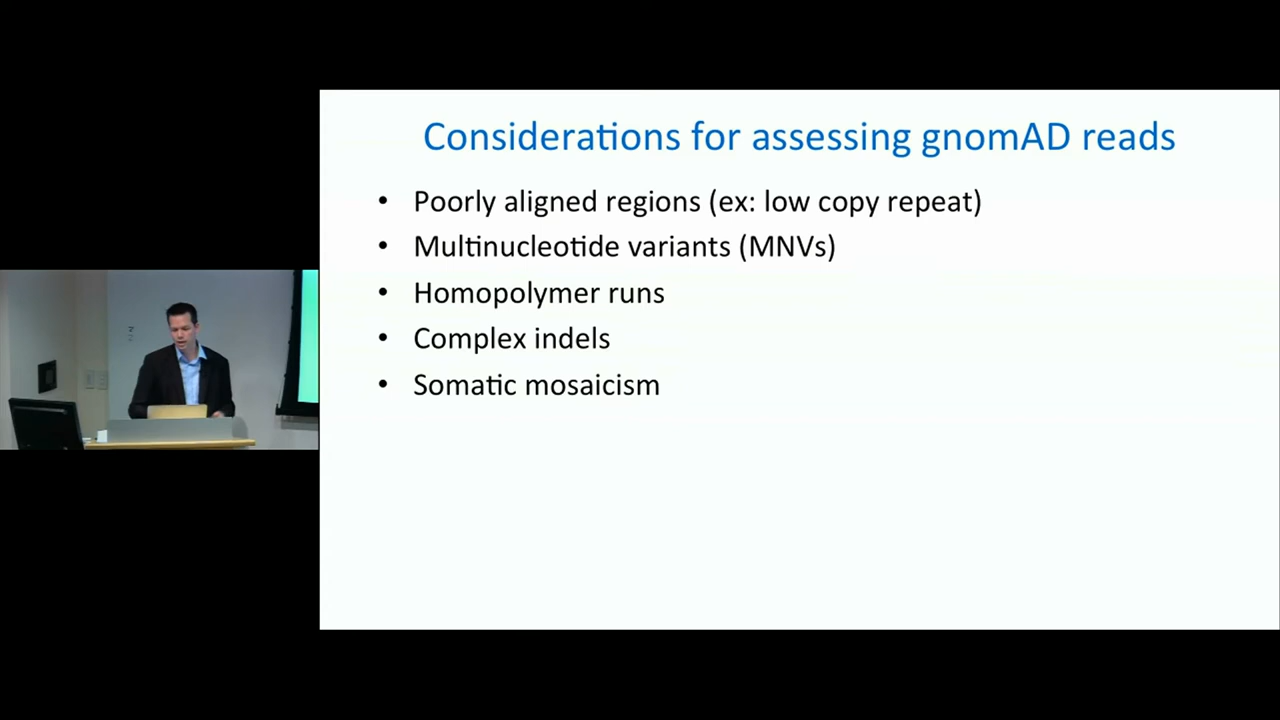 Considerations for assessing gnomAD reads
• Poorly aligned regions (ex: low copy repeat)
• Multinucleotide variants (MNVs)
• Homopolymer runs
• Complex indels
• Somatic mosaicism